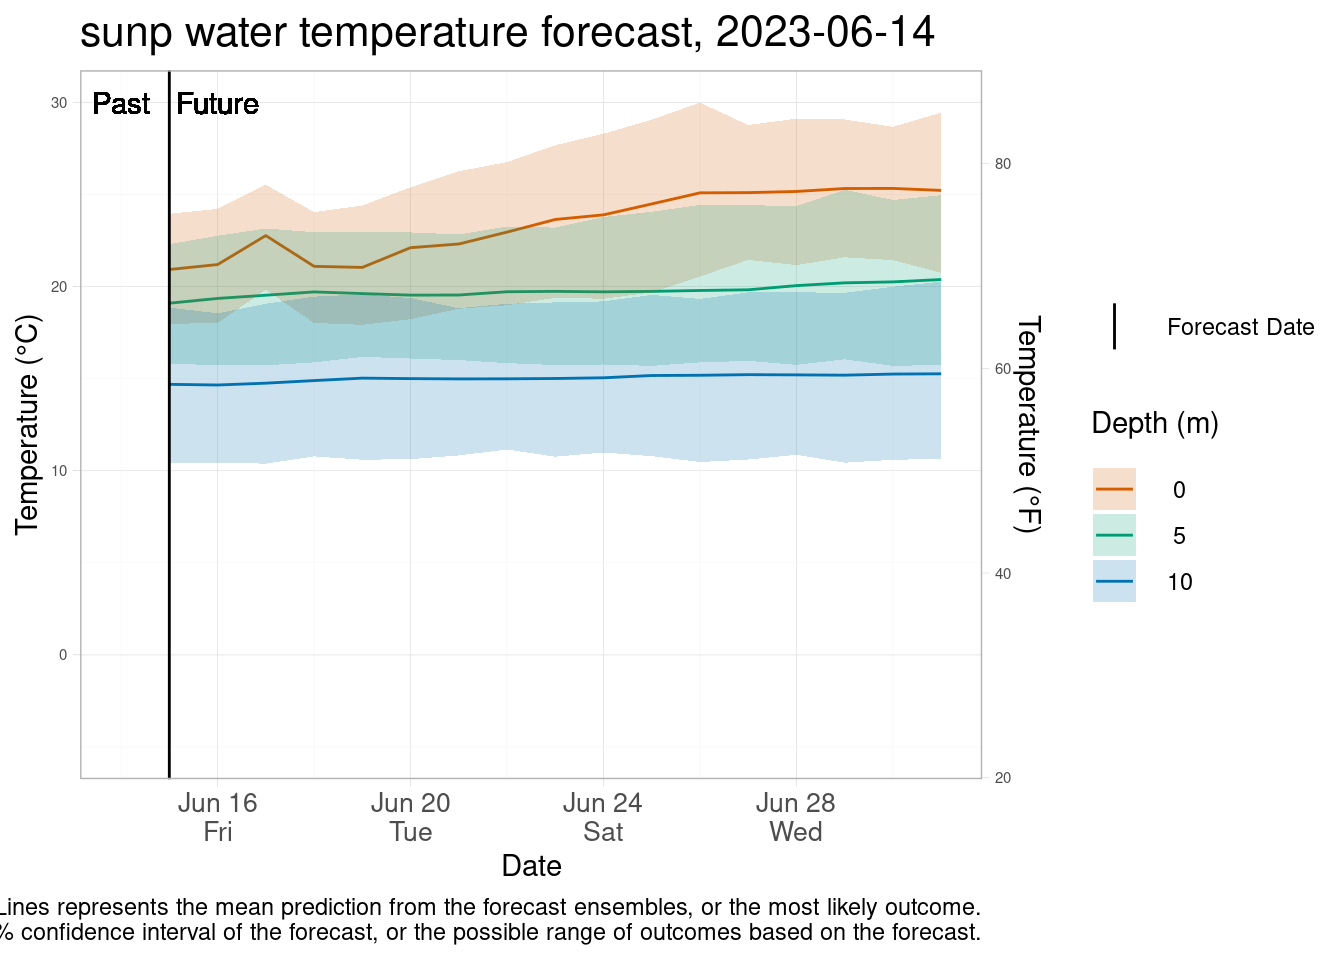 sunp water temperature forecast, 2023-06-14
Past Future
30
20
10
0
80
60
40
20
Temperature (°C)
Temperature (°F)
Jun 16 Jun 20 Jun 24 Jun 28
Fri Tue Sat Wed
Date
Forecast Date
Depth (m)
0
5
10
Lines represents the mean prediction from the forecast ensembles, or the most likely outcome.
% confidence interval of the forecast, or the possible range of outcomes based on the forecast.